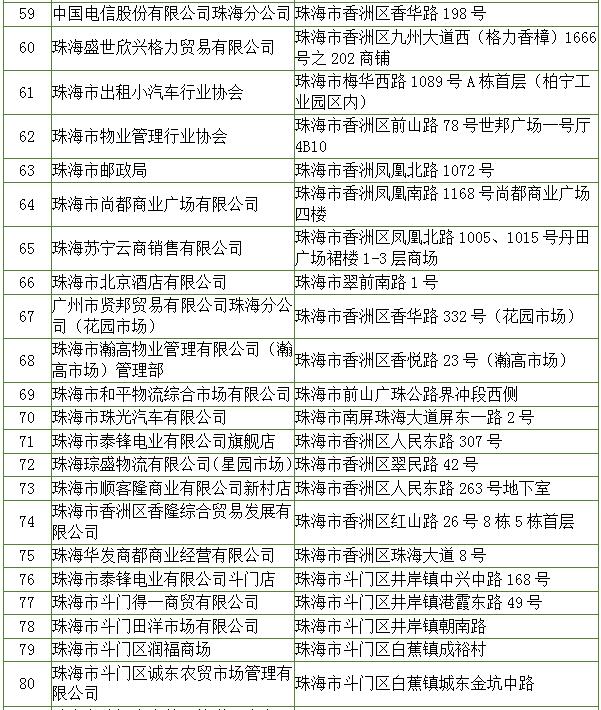 59 中国电信股份有限公司珠海分公司 珠海市香洲区香华路 198 号
60 珠海盛世欣兴格力贸易有限公司 珠海市香洲区九州大道西（格力香樟）1666
号之 202 商铺
61 珠海市出租小汽车行业协会 珠海市梅华西路 1089 号 A 栋首层（柏宁工
业园区内）
62 珠海市物业管理行业协会 珠海市香洲区前山路 78 号世邦广场一号厅
4B10
63 珠海市邮政局 珠海市香洲凤凰北路 1072 号
64 珠海市尚都商业广场有限公司 珠海市香洲凤凰南路 1168 号尚都商业广场
四楼
65 珠海苏宁云商销售有限公司 珠海市香洲区凤凰北路 1005、1015 号丹田
广场裙楼 1-3 层商场
66 珠海市北京酒店有限公司 珠海市翠前南路 1 号
67 广州市贤邦贸易有限公司珠海分公
司（花园市场） 珠海市香洲区香华路 332 号（花园市场）
68 珠海市瀚高物业管理有限公司（瀚
高市场）管理部 珠海市香洲区香悦路 23 号（瀚高市场）
69 珠海市和平物流综合市场有限公司 珠海市前山广珠公路界冲段西侧
70 珠海市珠光汽车有限公司 珠海市南屏珠海大道屏东一路 2 号
71 珠海市泰锋电业有限公司旗舰店 珠海市香洲区人民东路 307 号
72 珠海琮盛物流有限公司(星园市场) 珠海市香洲区翠民路 42 号
73 珠海市顺客隆商业有限公司新村店 珠海市香洲区人民东路 263 号地下室
74 珠海市香洲区香隆综合贸易发展有
限公司 珠海市香洲区红山路 26 号 8 栋 5 栋首层
75 珠海华发商都商业经营有限公司 珠海市香洲区珠海大道 8 号
76 珠海市泰锋电业有限公司斗门店 珠海市斗门区井岸镇中兴中路 168 号
77 珠海市斗门得一商贸有限公司 珠海市斗门区井岸镇港霞东路 49 号
78 珠海市斗门田洋市场有限公司 珠海市斗门区井岸镇朝南路
79 珠海市斗门区润福商场 珠海市斗门区白蕉镇成裕村
80 珠海市斗门区诚东农贸市场管理有
限公司 珠海市斗门区白蕉镇城东金坑中路